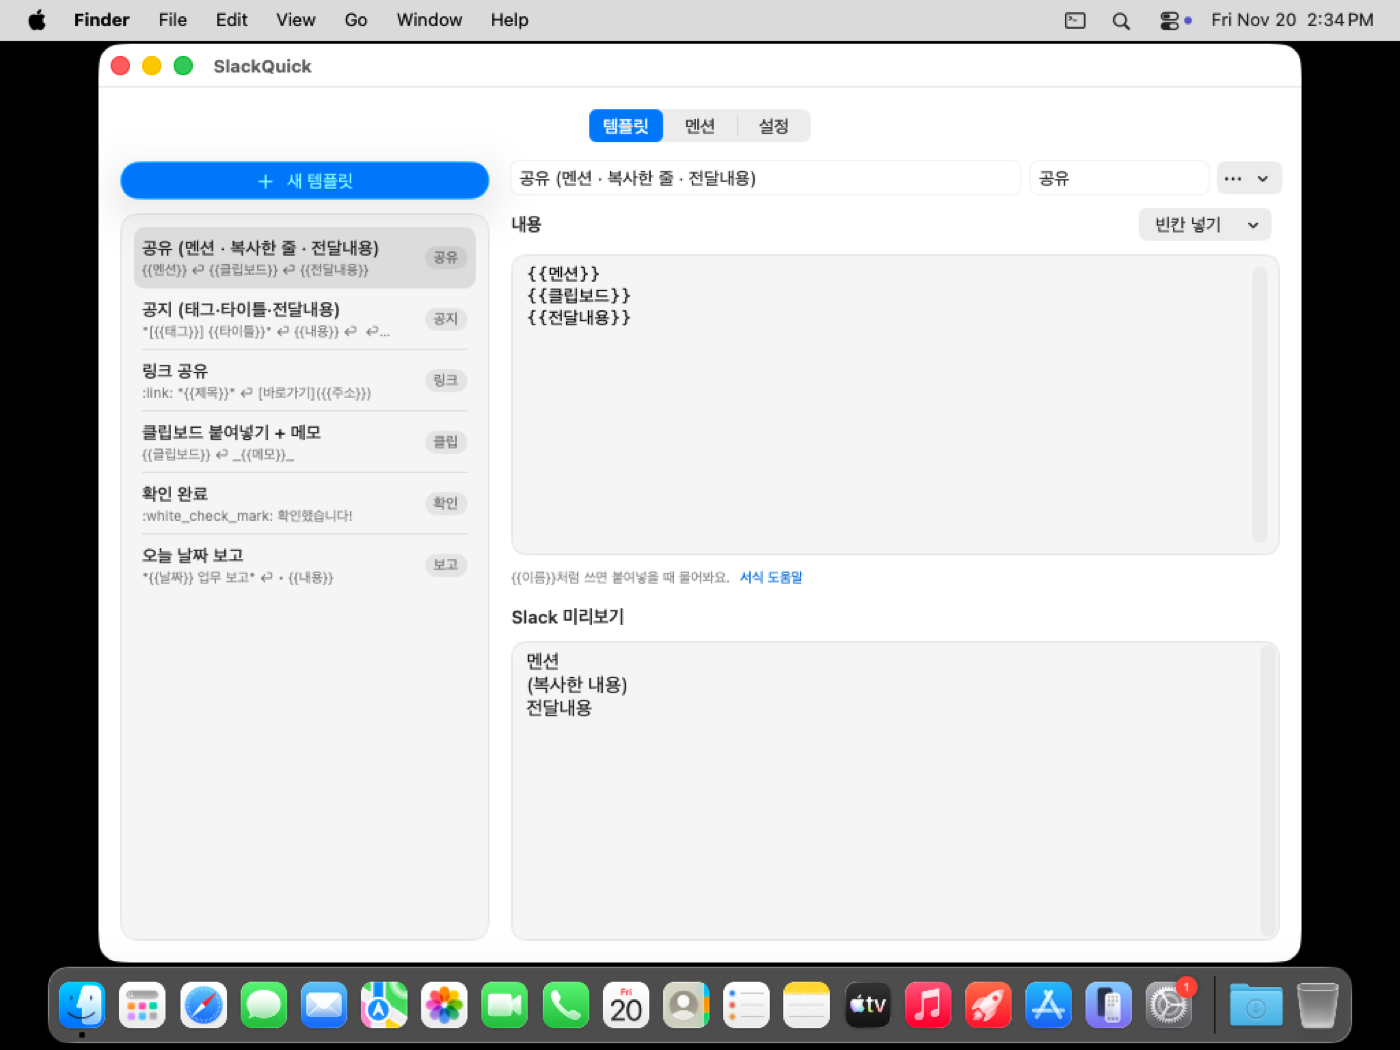 Finder File Edit View Go Window Help Fri Nov 20 2:34 PM
SlackQuick
템플릿 멘션 설정
+ 새 템플릿
공유 (멘션 · 복사한 줄 · 전달내용)
{{멘션}} ↩ {{클립보드}} ↩ {{전달내용}}
공유
공지 (태그·타이틀·전달내용)
*[{{태그}}] {{타이틀}}* ↩ {{내용}} ↩ ↩...
공지
링크 공유
:link: *{{제목}}* ↩ [바로가기]({{주소}})
링크
클립보드 붙여넣기 + 메모
{{클립보드}} ↩ _{{메모}}_
클립
확인 완료
:white_check_mark: 확인했습니다!
확인
오늘 날짜 보고
*{{날짜}} 업무 보고* ↩ • {{내용}}
보고
공유 (멘션 · 복사한 줄 · 전달내용) 공유 ···
내용 빈칸 넣기
{{멘션}}
{{클립보드}}
{{전달내용}}
{{이름}}처럼 쓰면 붙여넣을 때 물어봐요. 서식 도움말
Slack 미리보기
멘션
(복사한 내용)
전달내용
Fri
20
tv
1